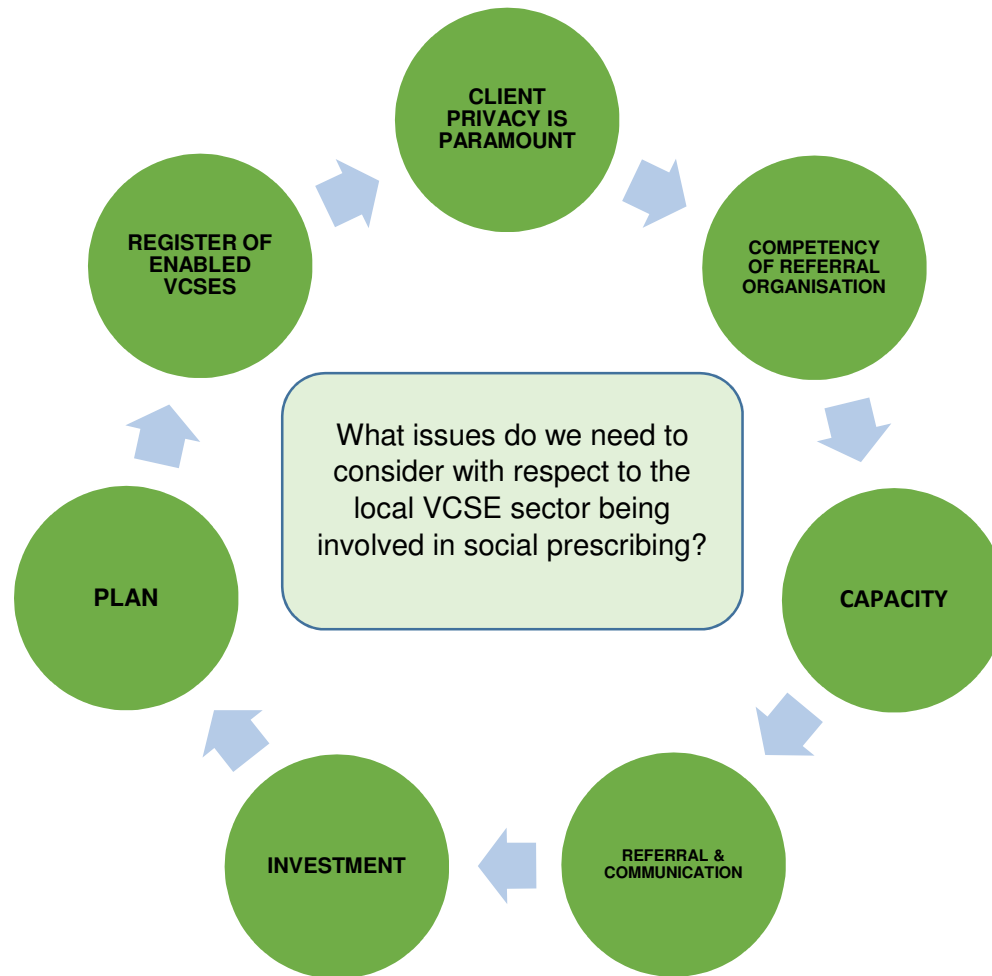 CLIENT
PRIVACY IS
PARAMOUNT
COMPETENCY
OF REFERRAL
ORGANISATION
CAPACITY
REFERRAL &
COMMUNICATION
INVESTMENT
PLAN
REGISTER OF
ENABLED
VCSES
What issues do we need to
consider with respect to the
local VCSE sector being
involved in social prescribing?